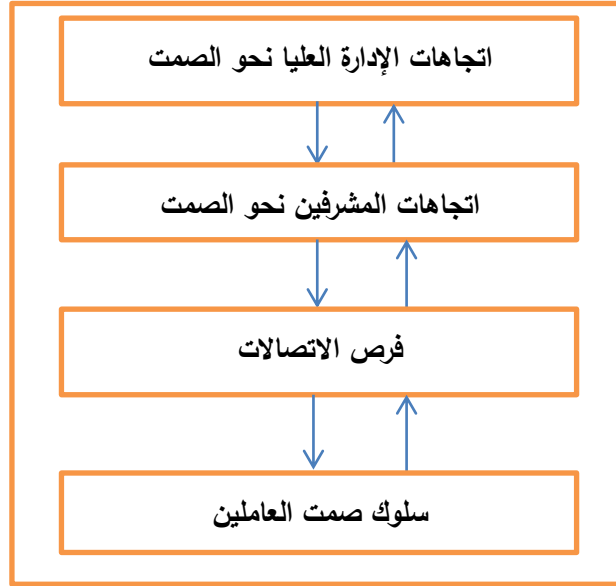 اتجاهات الإدارة العليا نحو الصمت
اتجاهات المشرفين نحو الصمت
فرص الاتصالات
سلوك صمت العاملين